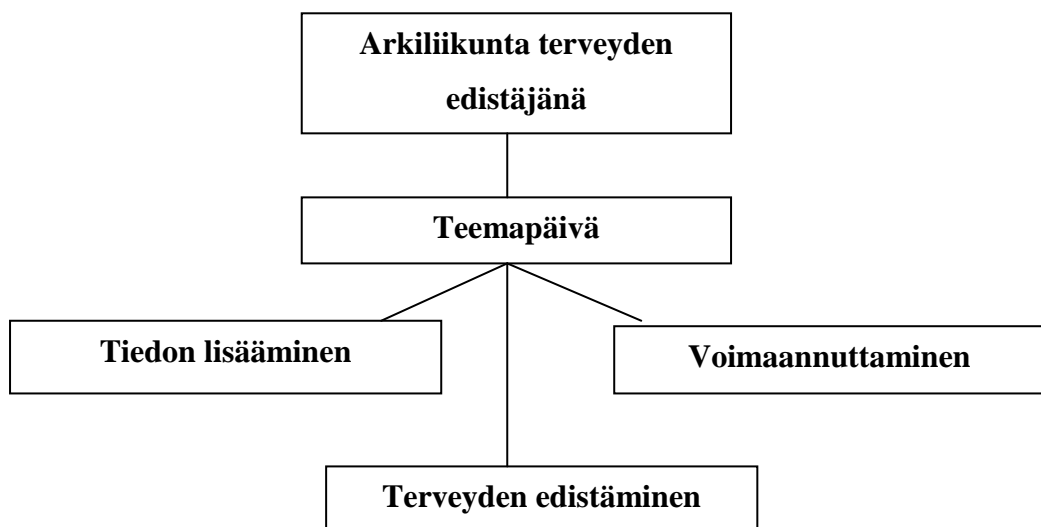 Arkiliikunta terveyden
edistäjänä
Teemapäivä
Tiedon lisääminen
Voimaannuttaminen
Terveyden edistäminen